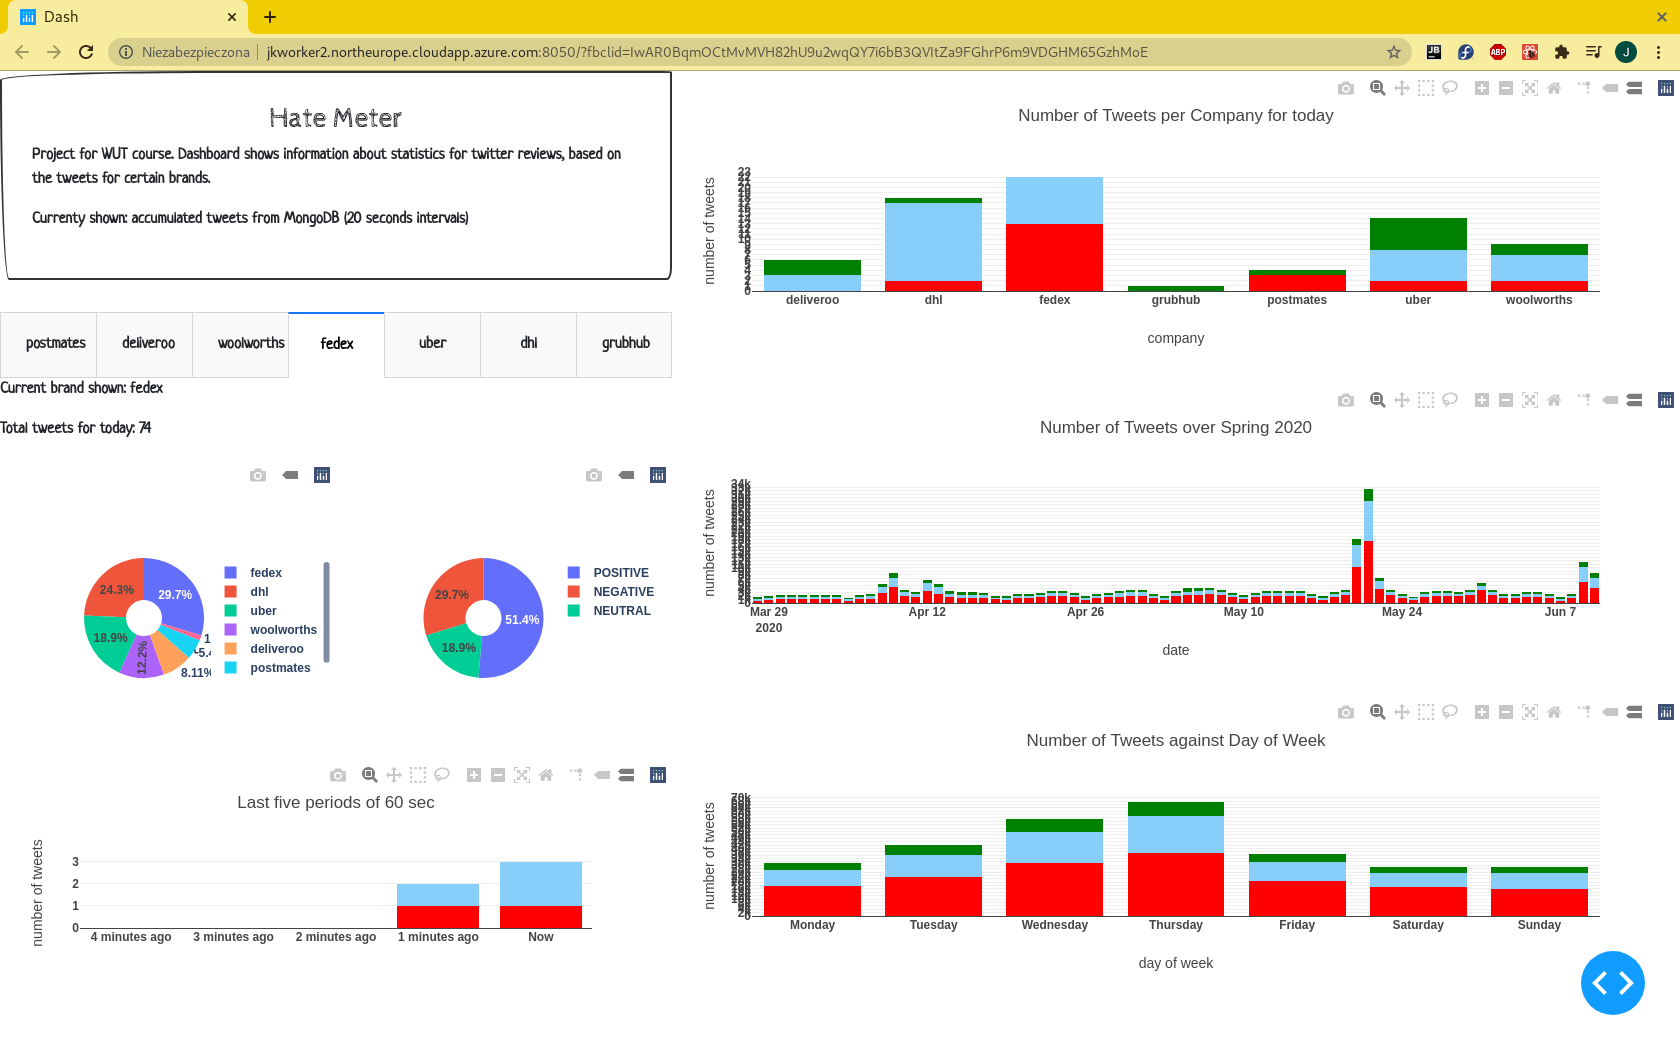 Dash
Niezabezpieczona
jkworker2.northeurope.cloudapp.azure.com:8050/?fbclid=IwAR0BqmOCtMvMVH82hU9u2wqQY7i6bB3QVItZa9FGhrP6m9VDGHM65GzhMoE
JB
ABP
J
Hate Meter
Project for WUT course. Dashboard shows information about statistics for twitter reviews, based on
the tweets for certain brands.
Currenty shown: accumulated tweets from MongoDB (20 seconds intervals)
postmates deliveroo woolworths fedex uber dhl grubhub
Current brand shown: fedex
Total tweets for today: 74
24.3% 29.7% 18.9% 12.2% 8.11%
fedex
dhl
uber
woolworths
deliveroo
postmates
29.7% 51.4% 18.9%
POSITIVE
NEGATIVE
NEUTRAL
Last five periods of 60 sec
number of tweets
3
2
1
0
4 minutes ago 3 minutes ago 2 minutes ago 1 minutes ago Now
Number of Tweets per Company for today
number of tweets
deliveroo dhl fedex grubhub postmates uber woolworths
company
Number of Tweets over Spring 2020
number of tweets
Mar 29 Apr 12 Apr 26 May 10 May 24 Jun 7
2020
date
Number of Tweets against Day of Week
number of tweets
Monday Tuesday Wednesday Thursday Friday Saturday Sunday
day of week